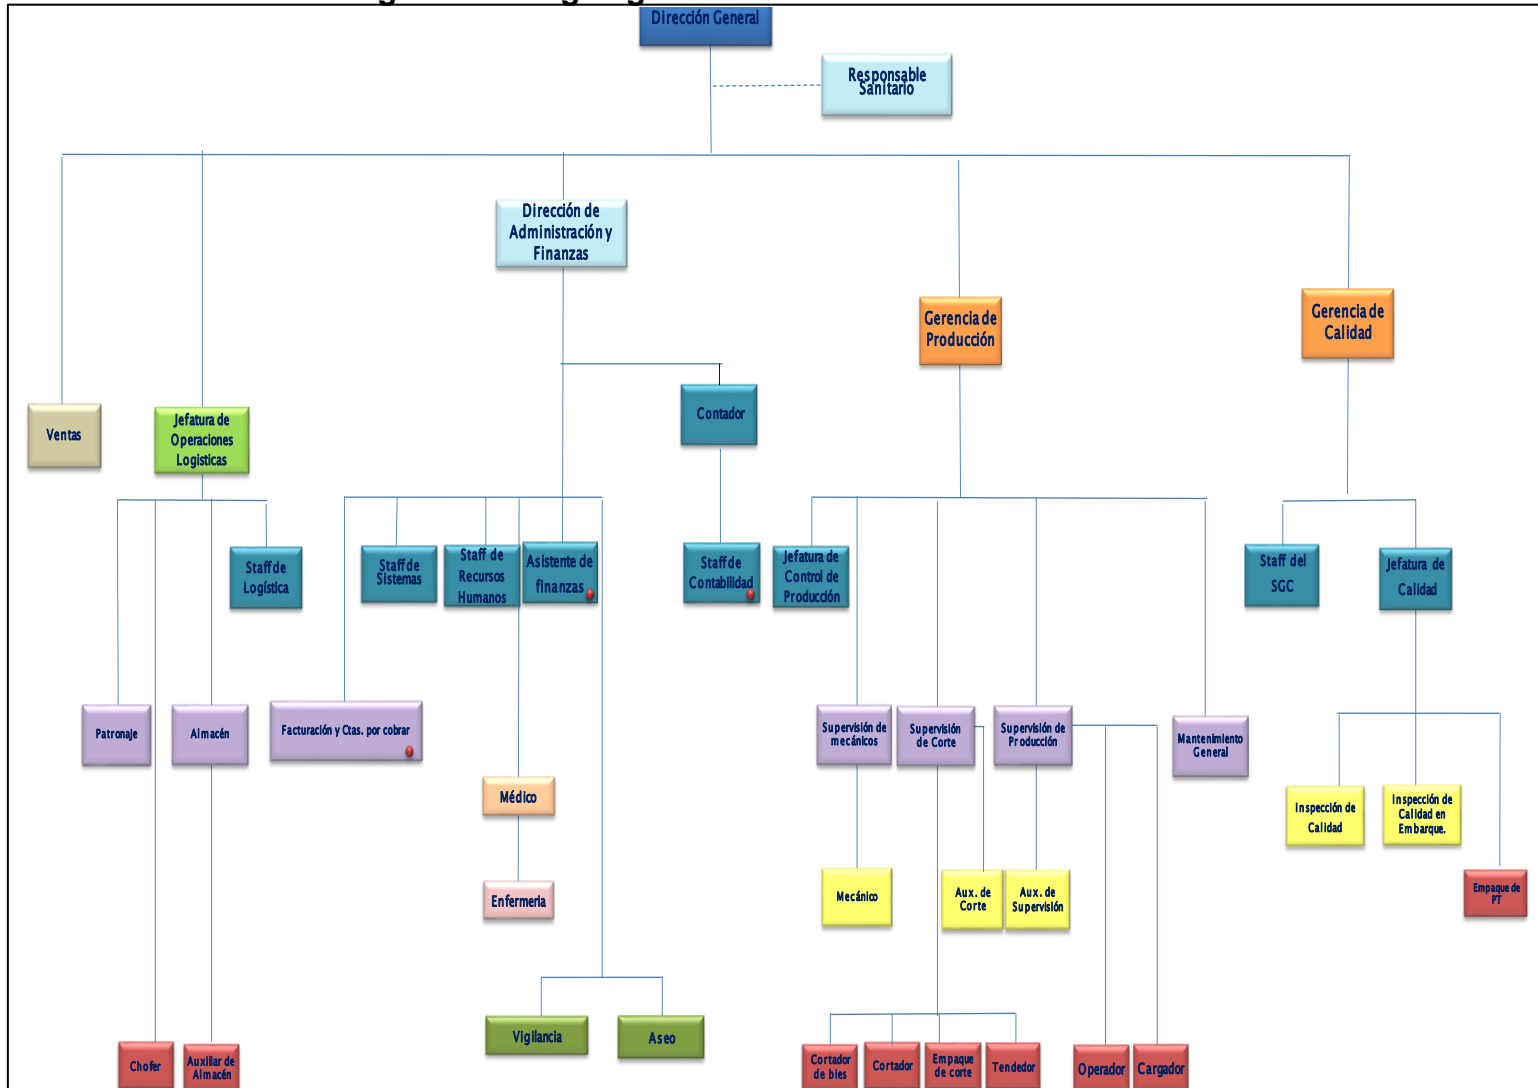 Dirección General
Responsable
Sanitario
Dirección de
Administración y
Finanzas
Gerencia de
Producción
Gerencia de
Calidad
Ventas
Jefatura de
Operaciones
Logisticas
Contador
Staff de
Logística
Staff de
Sistemas
Staff de
Recursos
Humanos
Asistente de
finanzas
Staff de
Contabilidad
Jefatura de
Control de
Producción
Staff del
SGC
Jefatura de
Calidad
Patronaje
Almacén
Facturación y Ctas. por cobrar
Supervisión de
mecánicos
Supervisión
de Corte
Supervisión de
Producción
Mantenimiento
General
Médico
Inspección de
Calidad
Inspección de
Calidad en
Embarque.
Enfermeria
Mecánico
Aux. de
Corte
Aux. de
Supervisión
Empaque de
PT
Vigilancia
Aseo
Chofer
Auxiliar de
Almacén
Cortador
de bies
Cortador
Empaque
de corte
Tendedor
Operador
Cargador